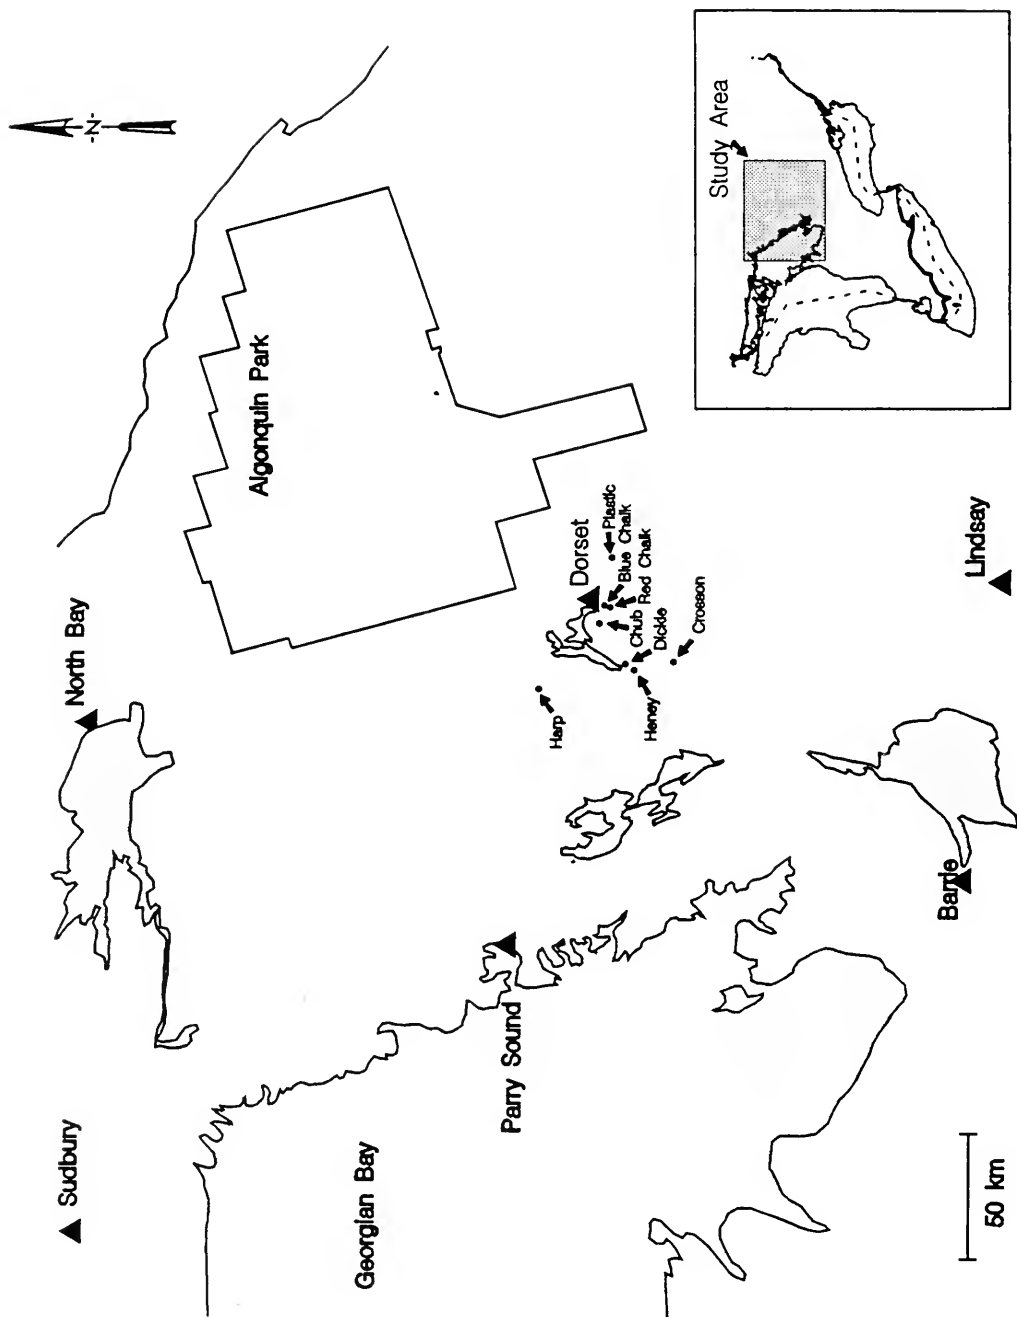 Sudbury
North Bay
-N-
Algonquin Park
Georgian Bay
Parry Sound
Dorset
Plastic
Blue Chalk
Red Chalk
Chub
Dickie
Harp
Heney
Crosson
Barrie
Lindsay
50 km
Study Area